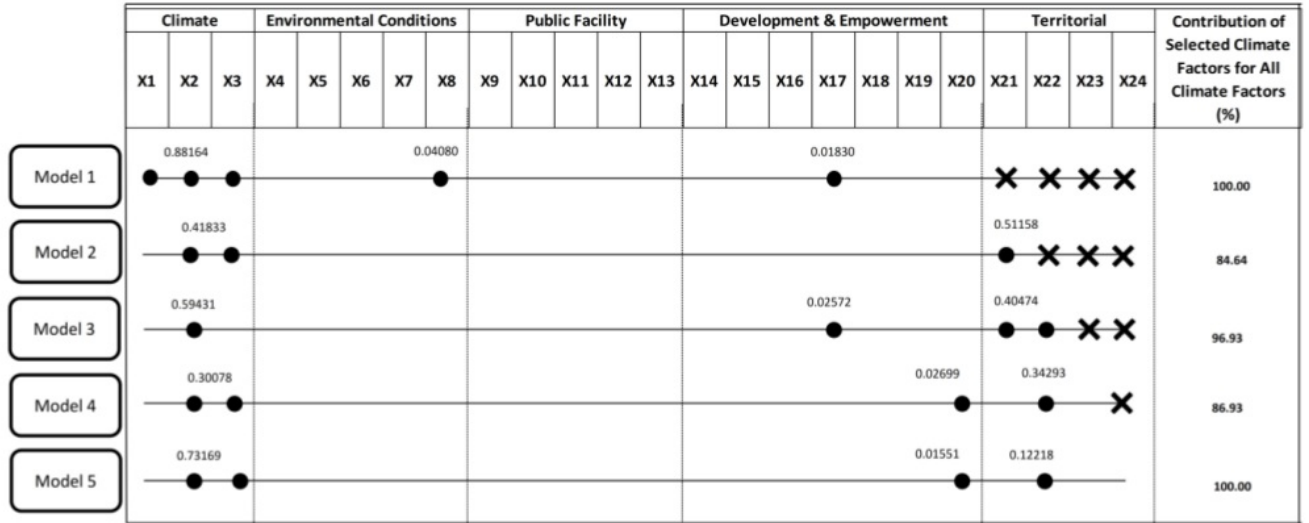 Climate Environmental Conditions Public Facility Development & Empowerment Territorial Contribution of
Selected Climate
Factors for All
Climate Factors
(%)
X1 X2 X3 X4 X5 X6 X7 X8 X9 X10 X11 X12 X13 X14 X15 X16 X17 X18 X19 X20 X21 X22 X23 X24
0.88164 0.04080 0.01830
Model 1 100.00
0.41833 0.51158
Model 2 84.64
0.59431 0.02572 0.40474
Model 3 96.93
0.30078 0.02699 0.34293
Model 4 86.93
0.73169 0.01551 0.12218
Model 5 100.00